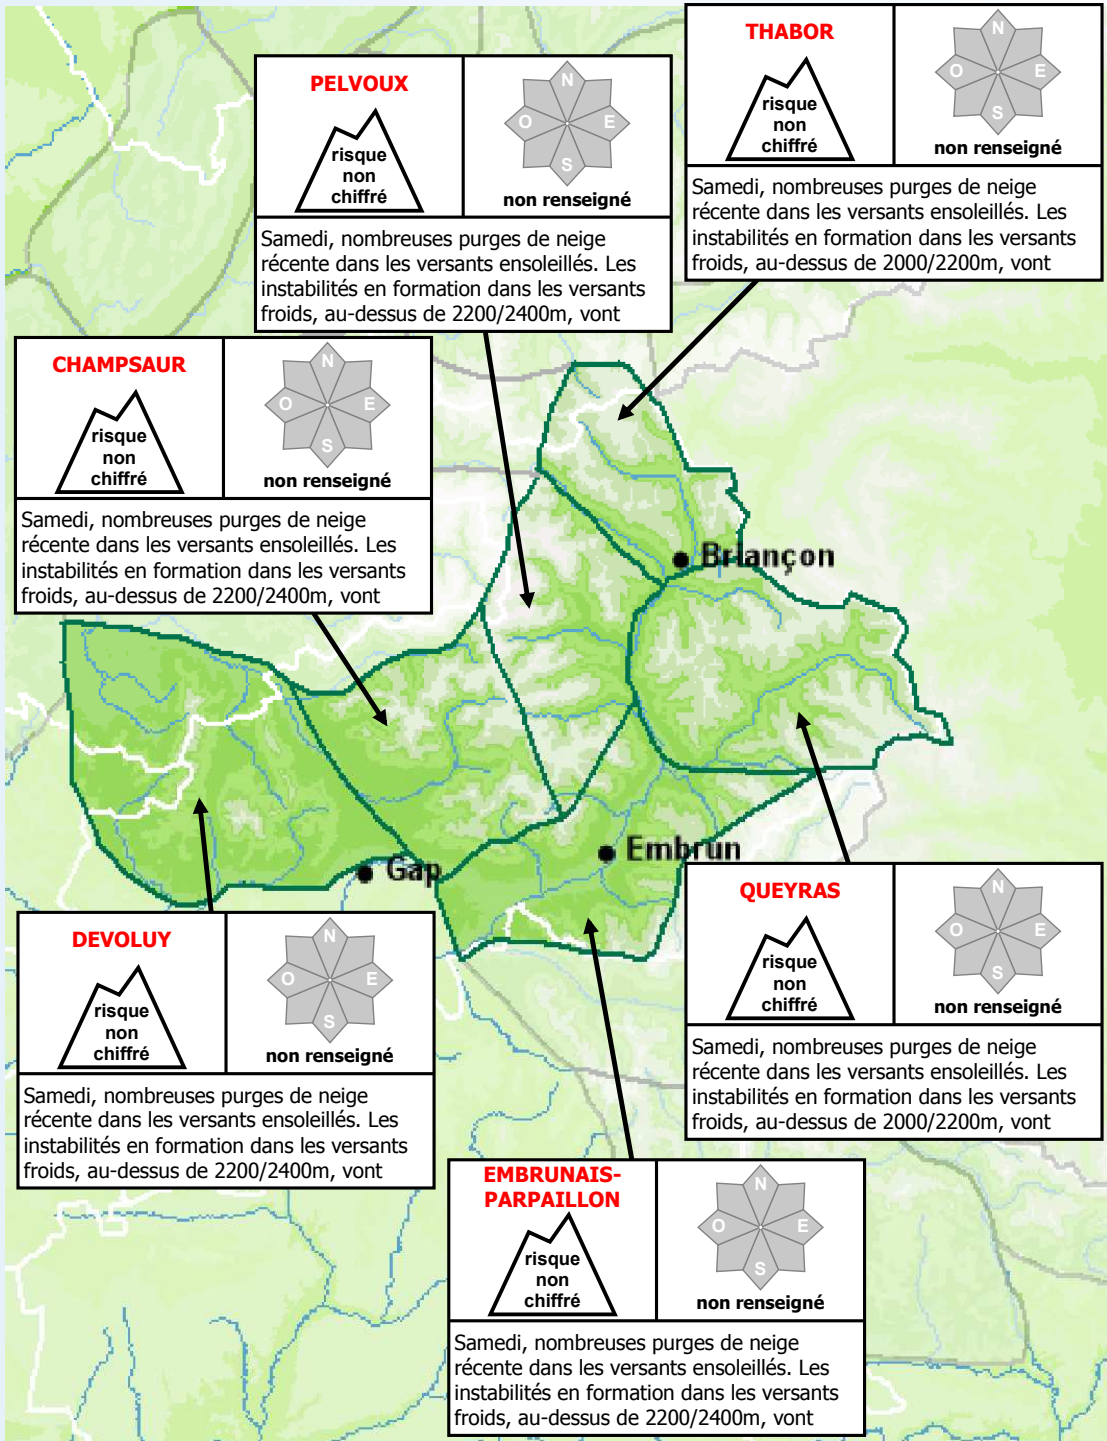 THABOR
N
O
E
S
risque
non
chiffré
non renseigné
Samedi, nombreuses purges de neige
récente dans les versants ensoleillés. Les
instabilités en formation dans les versants
froids, au-dessus de 2000/2200m, vont
PELVOUX
N
O
E
S
risque
non
chiffré
non renseigné
Samedi, nombreuses purges de neige
récente dans les versants ensoleillés. Les
instabilités en formation dans les versants
froids, au-dessus de 2200/2400m, vont
CHAMPSAUR
N
O
E
S
risque
non
chiffré
non renseigné
Samedi, nombreuses purges de neige
récente dans les versants ensoleillés. Les
instabilités en formation dans les versants
froids, au-dessus de 2200/2400m, vont
Briançon
Embrun
Gap
QUEYRAS
N
O
E
S
risque
non
chiffré
non renseigné
Samedi, nombreuses purges de neige
récente dans les versants ensoleillés. Les
instabilités en formation dans les versants
froids, au-dessus de 2000/2200m, vont
DEVOLUY
N
O
E
S
risque
non
chiffré
non renseigné
Samedi, nombreuses purges de neige
récente dans les versants ensoleillés. Les
instabilités en formation dans les versants
froids, au-dessus de 2200/2400m, vont
EMBRUNAIS-
PARPAILLON
N
O
E
S
risque
non
chiffré
non renseigné
Samedi, nombreuses purges de neige
récente dans les versants ensoleillés. Les
instabilités en formation dans les versants
froids, au-dessus de 2200/2400m, vont